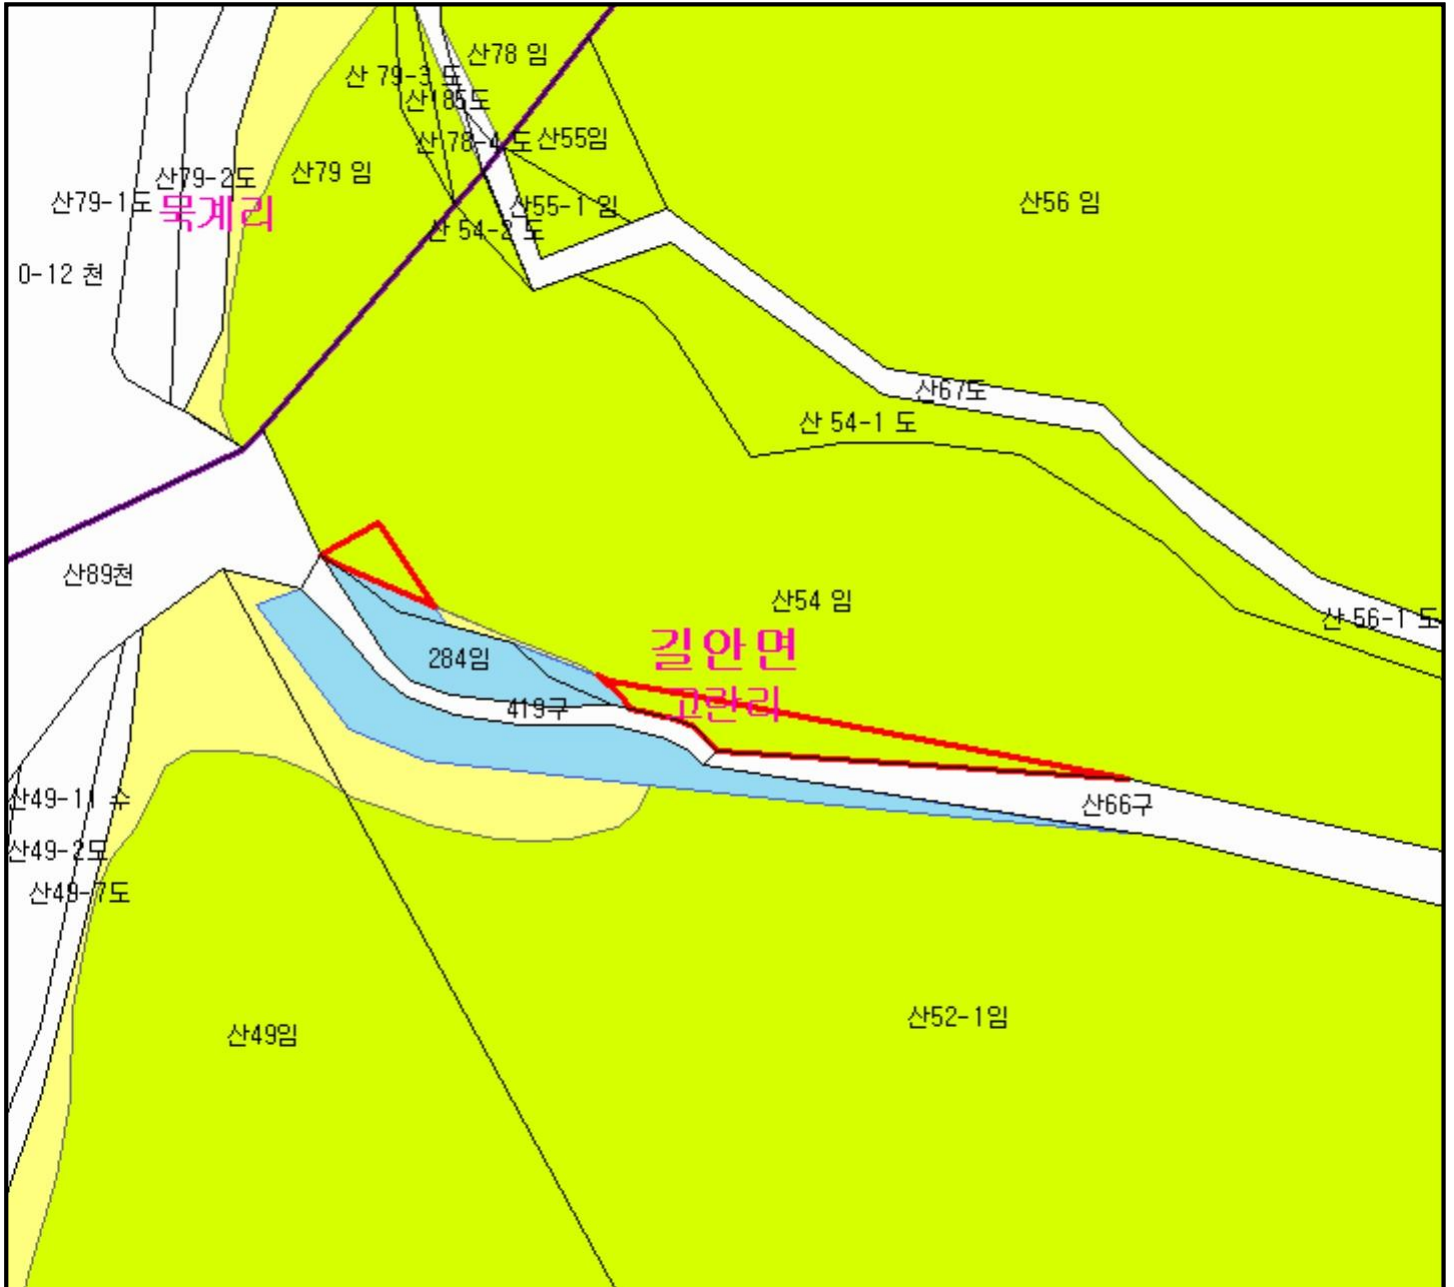 산78 임
산 79-3 도
산185도
산 78-4 도
산55임
산79 임
산79-2도
산79-1도
묵계리
산55-1 임
산 54-2 도
산56 임
0-12 천
산67도
산 54-1 도
산89천
산54 임
산 56-1 도
길안면
고란리
284임
419구
산66구
산49-11 수
산49-2도
산49-7도
산49임
산52-1임